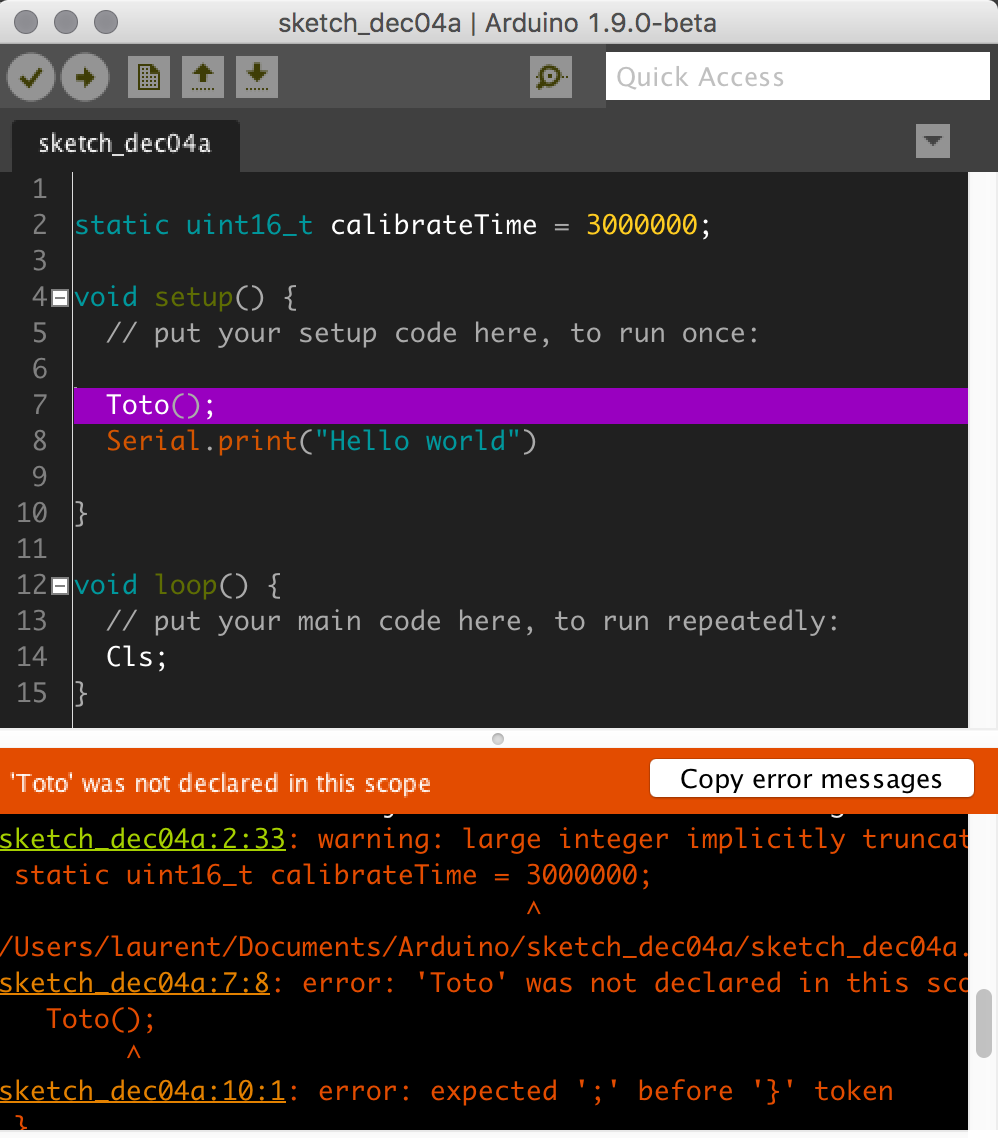 sketch_dec04a | Arduino 1.9.0-beta
Quick Access
sketch_dec04a
1
2 static uint16_t calibrateTime = 3000000;
3
4 void setup() {
5   // put your setup code here, to run once:
6
7   Toto();
8   Serial.print("Hello world")
9
10 }
11
12 void loop() {
13   // put your main code here, to run repeatedly:
14   Cls;
15 }
'Toto' was not declared in this scope
Copy error messages
sketch_dec04a:2:33: warning: large integer implicitly truncat
 static uint16_t calibrateTime = 3000000;
^
/Users/laurent/Documents/Arduino/sketch_dec04a/sketch_dec04a.
sketch_dec04a:7:8: error: 'Toto' was not declared in this sco
   Toto();
^
sketch_dec04a:10:1: error: expected ';' before '}' token
 }